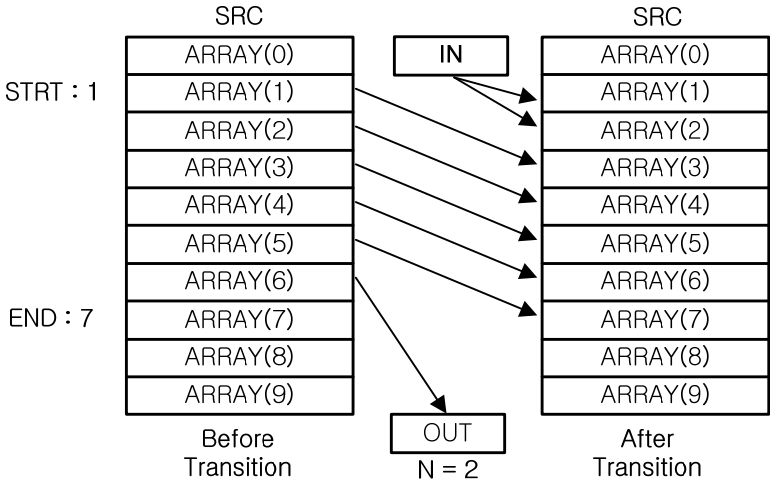 SRC
SRC
ARRAY(0)
IN
ARRAY(0)
STRT : 1
ARRAY(1)
ARRAY(1)
ARRAY(2)
ARRAY(2)
ARRAY(3)
ARRAY(3)
ARRAY(4)
ARRAY(4)
ARRAY(5)
ARRAY(5)
ARRAY(6)
ARRAY(6)
END : 7
ARRAY(7)
ARRAY(7)
ARRAY(8)
ARRAY(8)
ARRAY(9)
ARRAY(9)
Before
Transition
OUT
N = 2
After
Transition